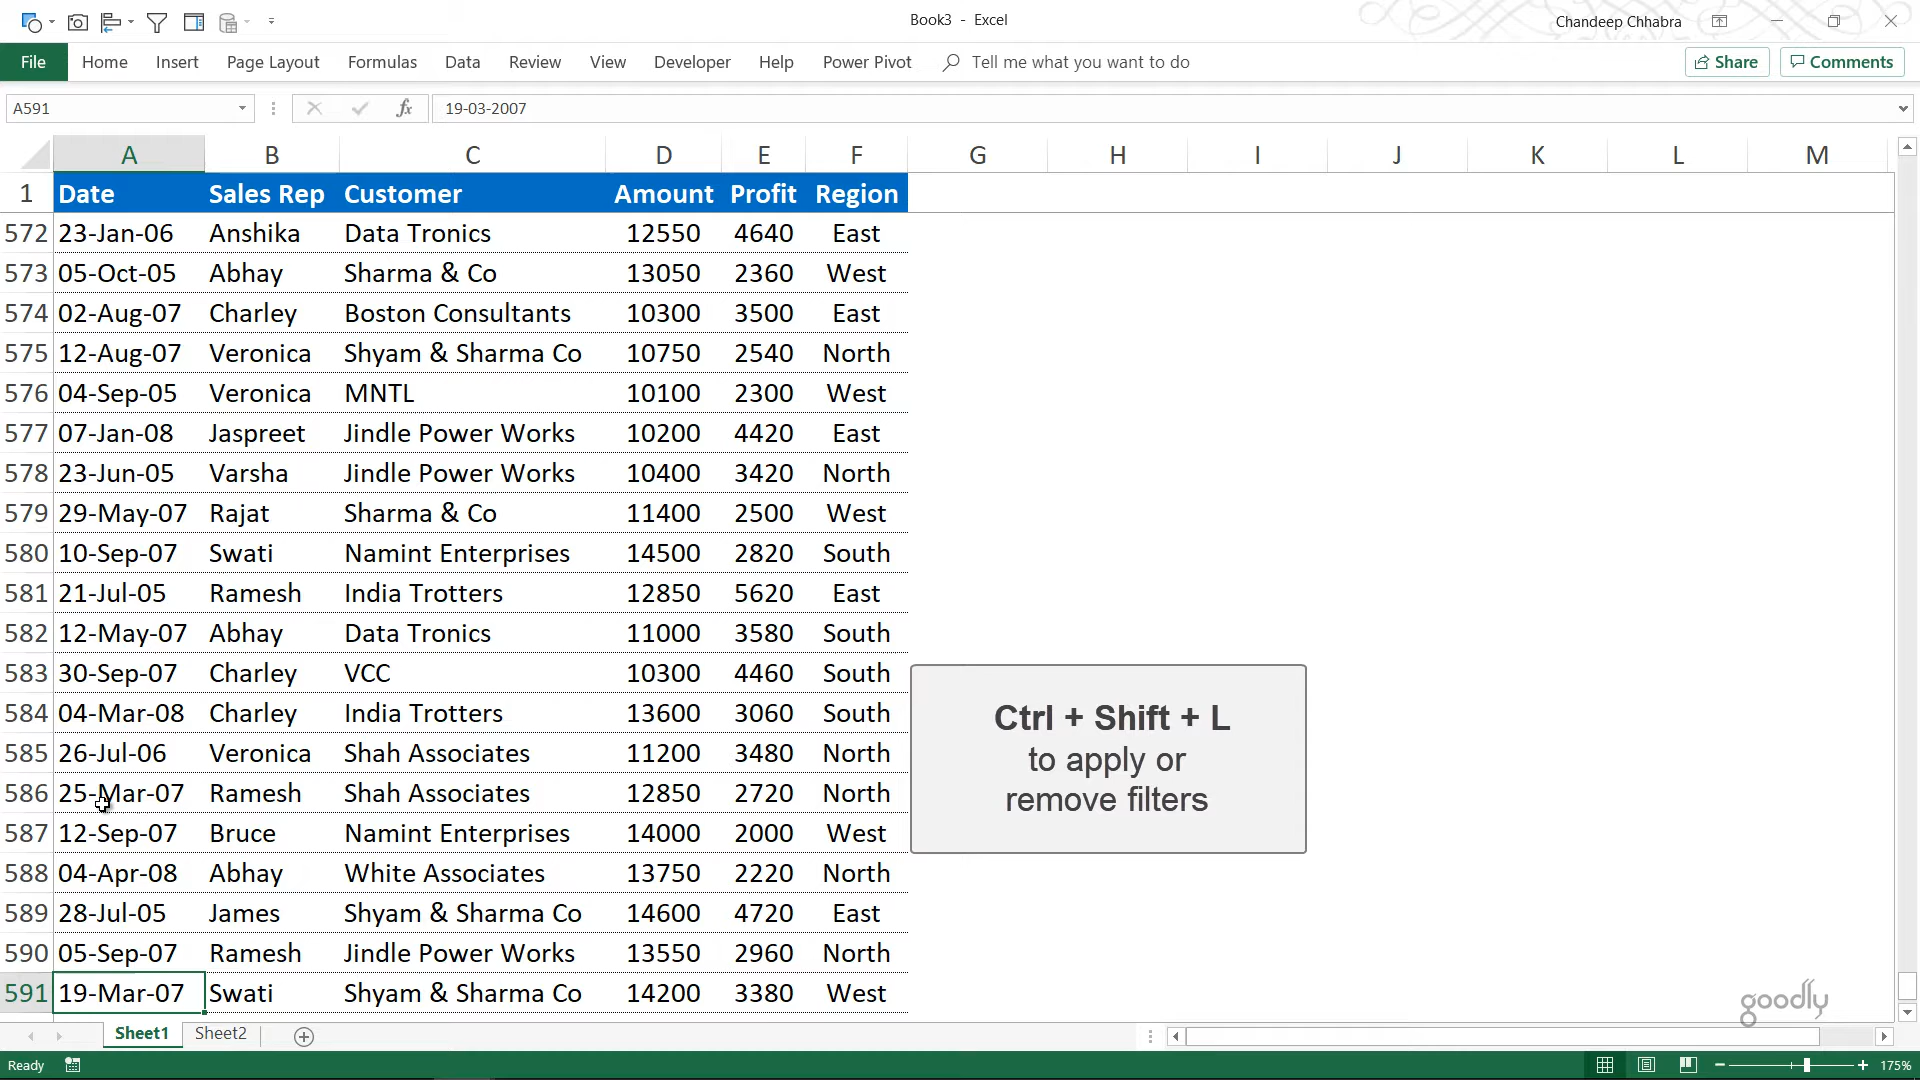 Book3 - Excel
Chandeep Chhabra
File Home Insert Page Layout Formulas Data Review View Developer Help Power Pivot Tell me what you want to do Share Comments
A591 fx 19-03-2007
A B C D E F G H I J K L M
1 Date Sales Rep Customer Amount Profit Region
572 23-Jan-06 Anshika Data Tronics 12550 4640 East
573 05-Oct-05 Abhay Sharma & Co 13050 2360 West
574 02-Aug-07 Charley Boston Consultants 10300 3500 East
575 12-Aug-07 Veronica Shyam & Sharma Co 10750 2540 North
576 04-Sep-05 Veronica MNTL 10100 2300 West
577 07-Jan-08 Jaspreet Jindle Power Works 10200 4420 East
578 23-Jun-05 Varsha Jindle Power Works 10400 3420 North
579 29-May-07 Rajat Sharma & Co 11400 2500 West
580 10-Sep-07 Swati Namint Enterprises 14500 2820 South
581 21-Jul-05 Ramesh India Trotters 12850 5620 East
582 12-May-07 Abhay Data Tronics 11000 3580 South
583 30-Sep-07 Charley VCC 10300 4460 South
584 04-Mar-08 Charley India Trotters 13600 3060 South
585 26-Jul-06 Veronica Shah Associates 11200 3480 North
586 25-Mar-07 Ramesh Shah Associates 12850 2720 North
587 12-Sep-07 Bruce Namint Enterprises 14000 2000 West
588 04-Apr-08 Abhay White Associates 13750 2220 North
589 28-Jul-05 James Shyam & Sharma Co 14600 4720 East
590 05-Sep-07 Ramesh Jindle Power Works 13550 2960 North
591 19-Mar-07 Swati Shyam & Sharma Co 14200 3380 West
Ctrl + Shift + L
to apply or
remove filters
goodly
Sheet1 Sheet2
Ready 175%